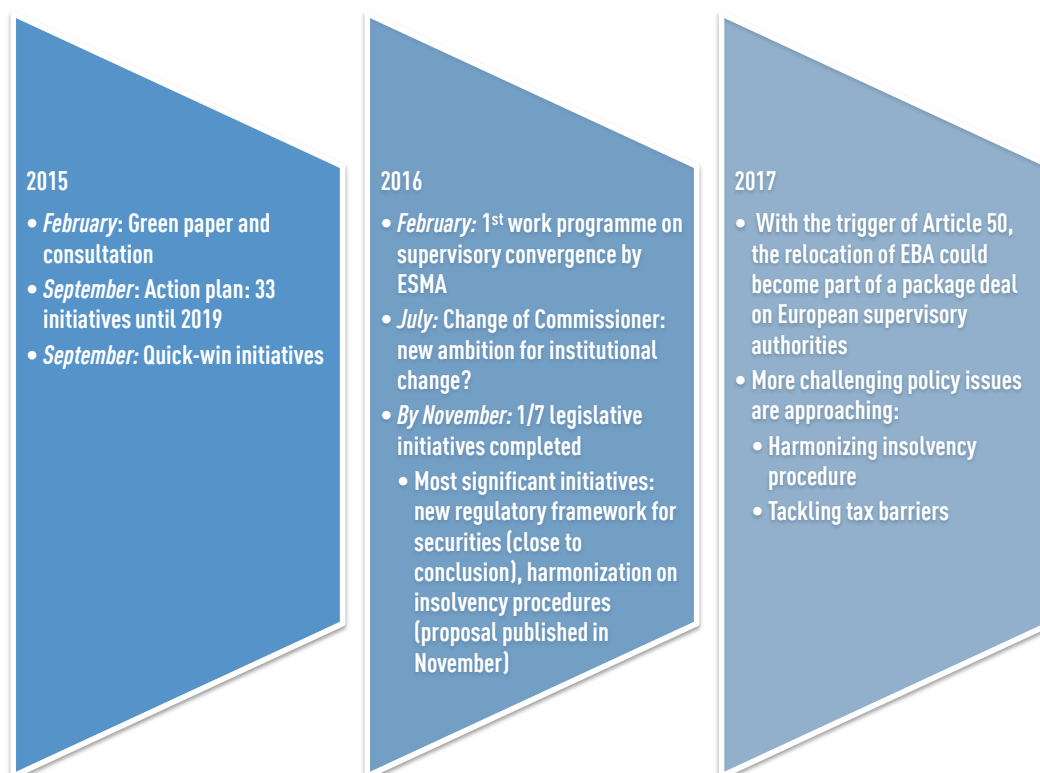 2015
• February: Green paper and
consultation
• September: Action plan: 33
initiatives until 2019
• September: Quick-win initiatives
2016
• February: 1st work programme on
supervisory convergence by
ESMA
• July: Change of Commissioner:
new ambition for institutional
change?
• By November: 1/7 legislative
initiatives completed
• Most significant initiatives:
new regulatory framework for
securities (close to
conclusion), harmonization on
insolvency procedures
(proposal published in
November)
2017
• With the trigger of Article 50,
the relocation of EBA could
become part of a package deal
on European supervisory
authorities
• More challenging policy issues
are approaching:
• Harmonizing insolvency
procedure
• Tackling tax barriers